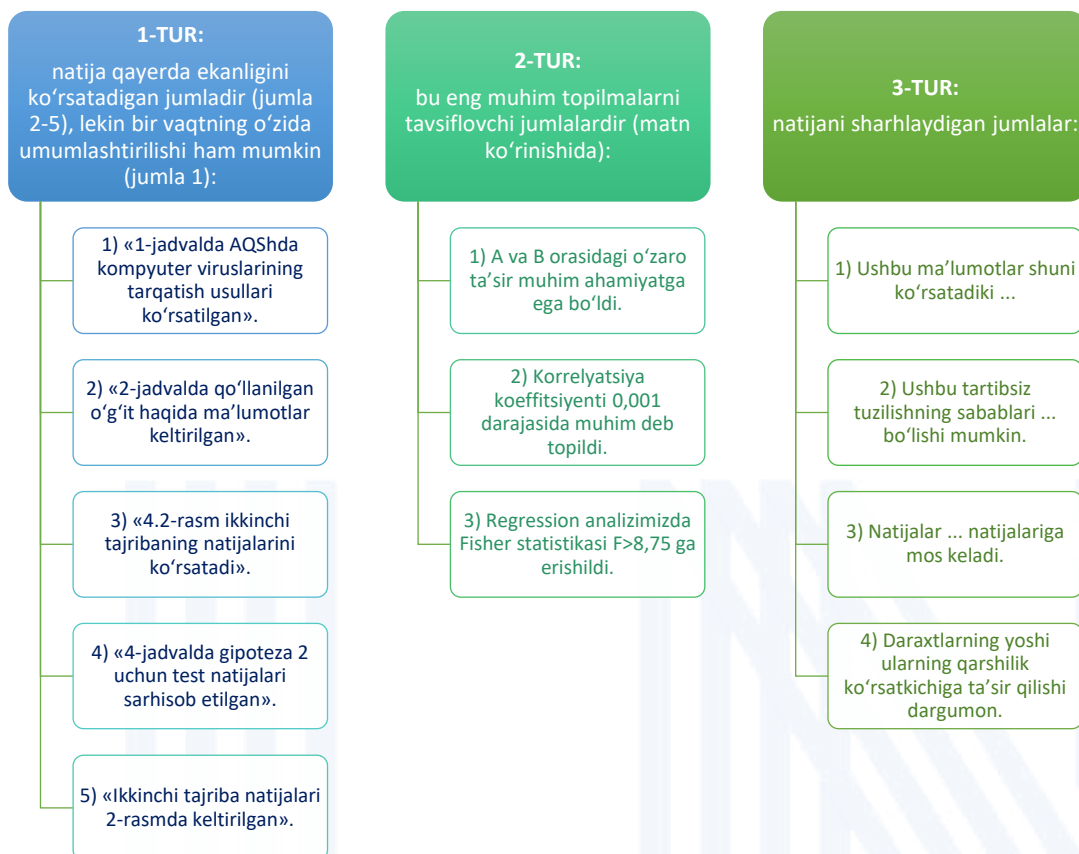 1-TUR:
natija qayerda ekanligini
ko‘rsatadigan jumladir (jumla
2-5), lekin bir vaqtning o‘zida
umumlashtirilishi ham mumkin
(jumla 1):
1) «1-jadvalda AQShda
kompyuter viruslarining
tarqatish usullari
ko‘rsatilgan».
2) «2-jadvalda qo‘llanilgan
o‘g‘it haqida ma’lumotlar
keltirilgan».
3) «4.2-rasm ikkinchi
tajribaning natijalarini
ko‘rsatadi».
4) «4-jadvalda gipoteza 2
uchun test natijalari
sarhisob etilgan».
5) «Ikkinchi tajriba natijalari
2-rasmda keltirilgan».
2-TUR:
bu eng muhim topilmalarni
tavsiflovchi jumlalardir (matn
ko‘rinishida):
1) A va B orasidagi o‘zaro
ta’sir muhim ahamiyatga
ega bo‘ldi.
2) Korrelyatsiya
koeffitsiyenti 0,001
darajasida muhim deb
topildi.
3) Regression analizimizda
Fisher statistikasi F>8,75 ga
erishildi.
3-TUR:
natijani sharhlaydigan jumlalar:
1) Ushbu ma’lumotlar shuni
ko‘rsatadiki ...
2) Ushbu tartibsiz
tuzilishning sabablari ...
bo‘lishi mumkin.
3) Natijalar ... natijalariga
mos keladi.
4) Daraxtlarning yoshi
ularning qarshilik
ko‘rsatkichiga ta’sir qilishi
dargumon.